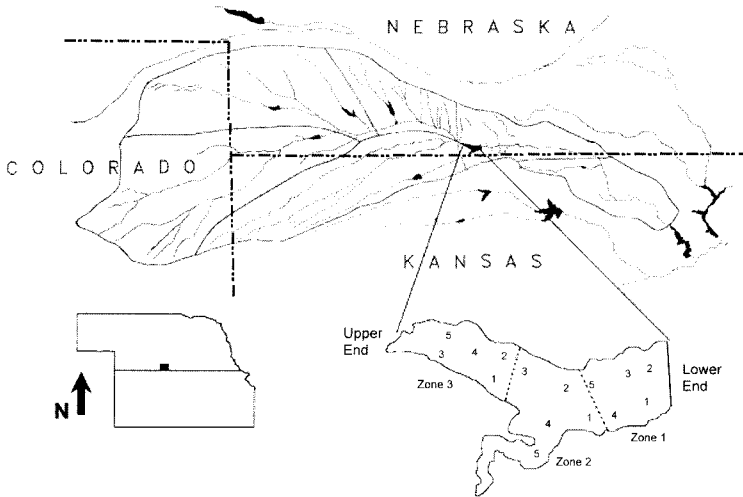 NEBRASKA
COLORADO
KANSAS
Upper
End
5
3 4 2
1
Zone 3
3
2
4 1
5
Zone 2
5 3 2
1
4
Zone 1
Lower
End
N